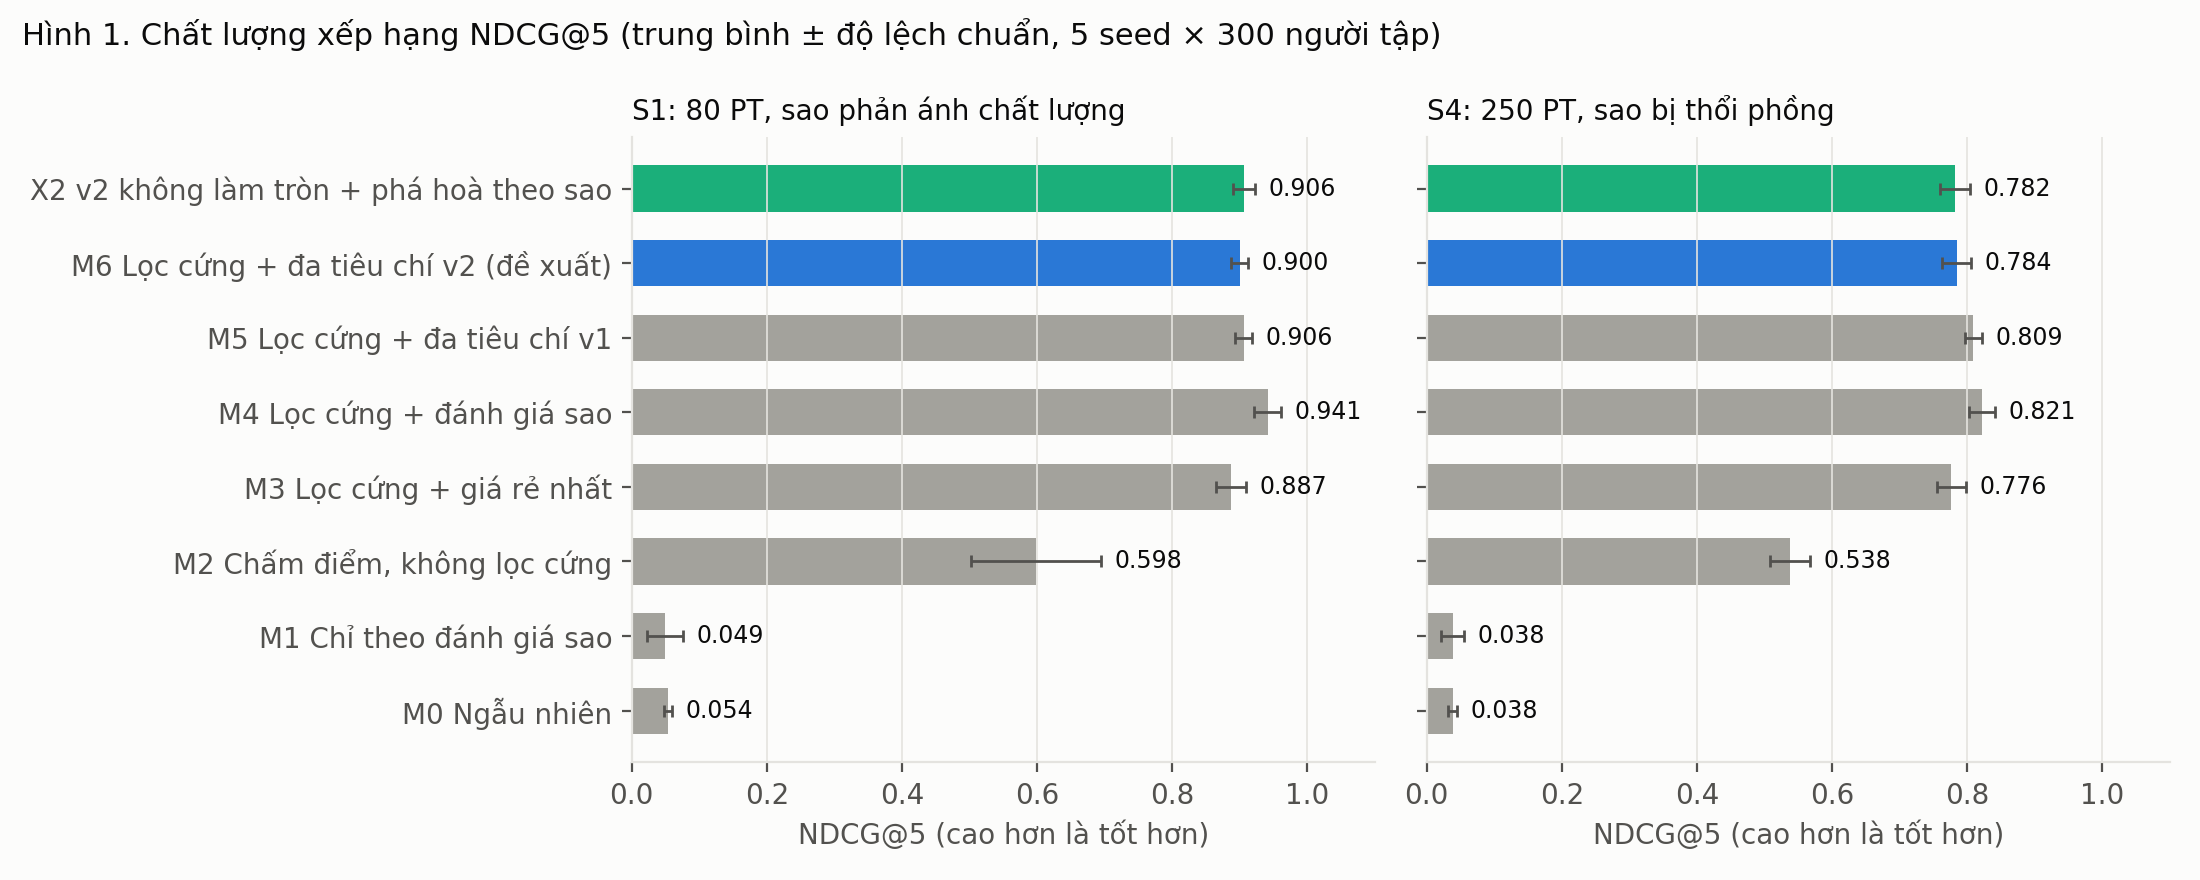 Hình 1. Chất lượng xếp hạng NDCG@5 (trung bình ± độ lệch chuẩn, 5 seed × 300 người tập)
S1: 80 PT, sao phản ánh chất lượng
S4: 250 PT, sao bị thổi phồng
X2 v2 không làm tròn + phá hoà theo sao 0.906 0.782
M6 Lọc cứng + đa tiêu chí v2 (đề xuất) 0.900 0.784
M5 Lọc cứng + đa tiêu chí v1 0.906 0.809
M4 Lọc cứng + đánh giá sao 0.941 0.821
M3 Lọc cứng + giá rẻ nhất 0.887 0.776
M2 Chấm điểm, không lọc cứng 0.598 0.538
M1 Chỉ theo đánh giá sao 0.049 0.038
M0 Ngẫu nhiên 0.054 0.038
0.0 0.2 0.4 0.6 0.8 1.0 0.0 0.2 0.4 0.6 0.8 1.0
NDCG@5 (cao hơn là tốt hơn)
NDCG@5 (cao hơn là tốt hơn)